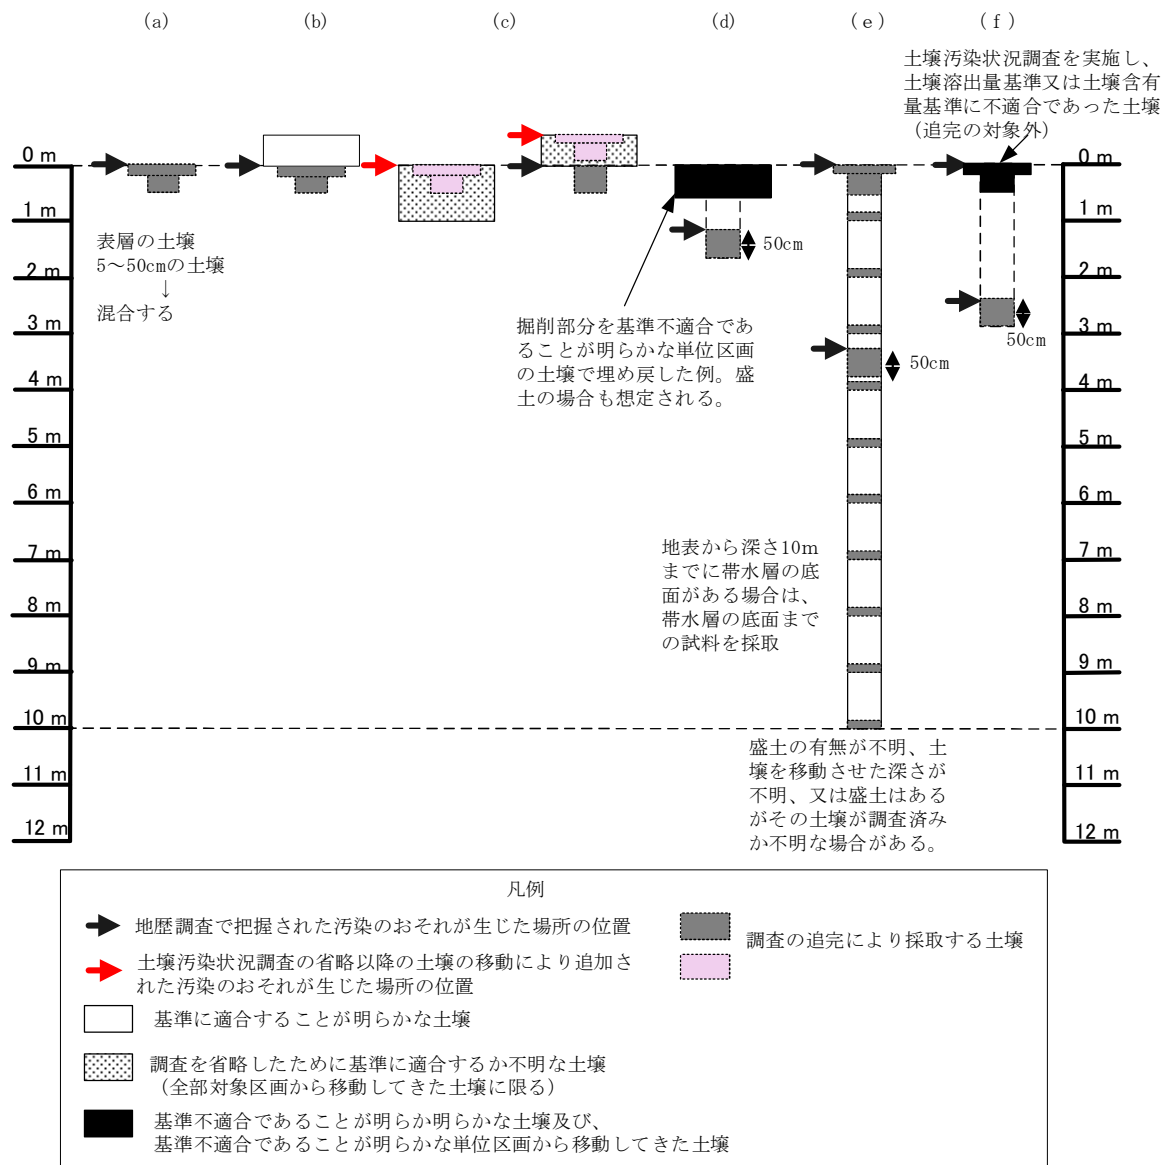 (a)
(b)
(c)
(d)
(e)
(f)
土壌汚染状況調査を実施し、
土壌溶出量基準又は土壌含有
量基準に不適合であった土壌
（追完の対象外）
0 m
1 m
2 m
3 m
4 m
5 m
6 m
7 m
8 m
9 m
10 m
11 m
12 m
表層の土壌
5～50cmの土壌
↓
混合する
50cm
掘削部分を基準不適合であ
ることが明らかな単位区画
の土壌で埋め戻した例。盛
土の場合も想定される。
50cm
50cm
地表から深さ10m
までに帯水層の底
面がある場合は、
帯水層の底面まで
の試料を採取
盛土の有無が不明、土
壌を移動させた深さが
不明、又は盛土はある
がその土壌が調査済み
か不明な場合がある。
0 m
1 m
2 m
3 m
4 m
5 m
6 m
7 m
8 m
9 m
10 m
11 m
12 m
凡例
地歴調査で把握された汚染のおそれが生じた場所の位置
土壌汚染状況調査の省略以降の土壌の移動により追加さ
れた汚染のおそれが生じた場所の位置
基準に適合することが明らかな土壌
調査を省略したために基準に適合するか不明な土壌
（全部対象区画から移動してきた土壌に限る）
基準不適合であることが明らか明らかな土壌及び、
基準不適合であることが明らかな単位区画から移動してきた土壌
調査の追完により採取する土壌